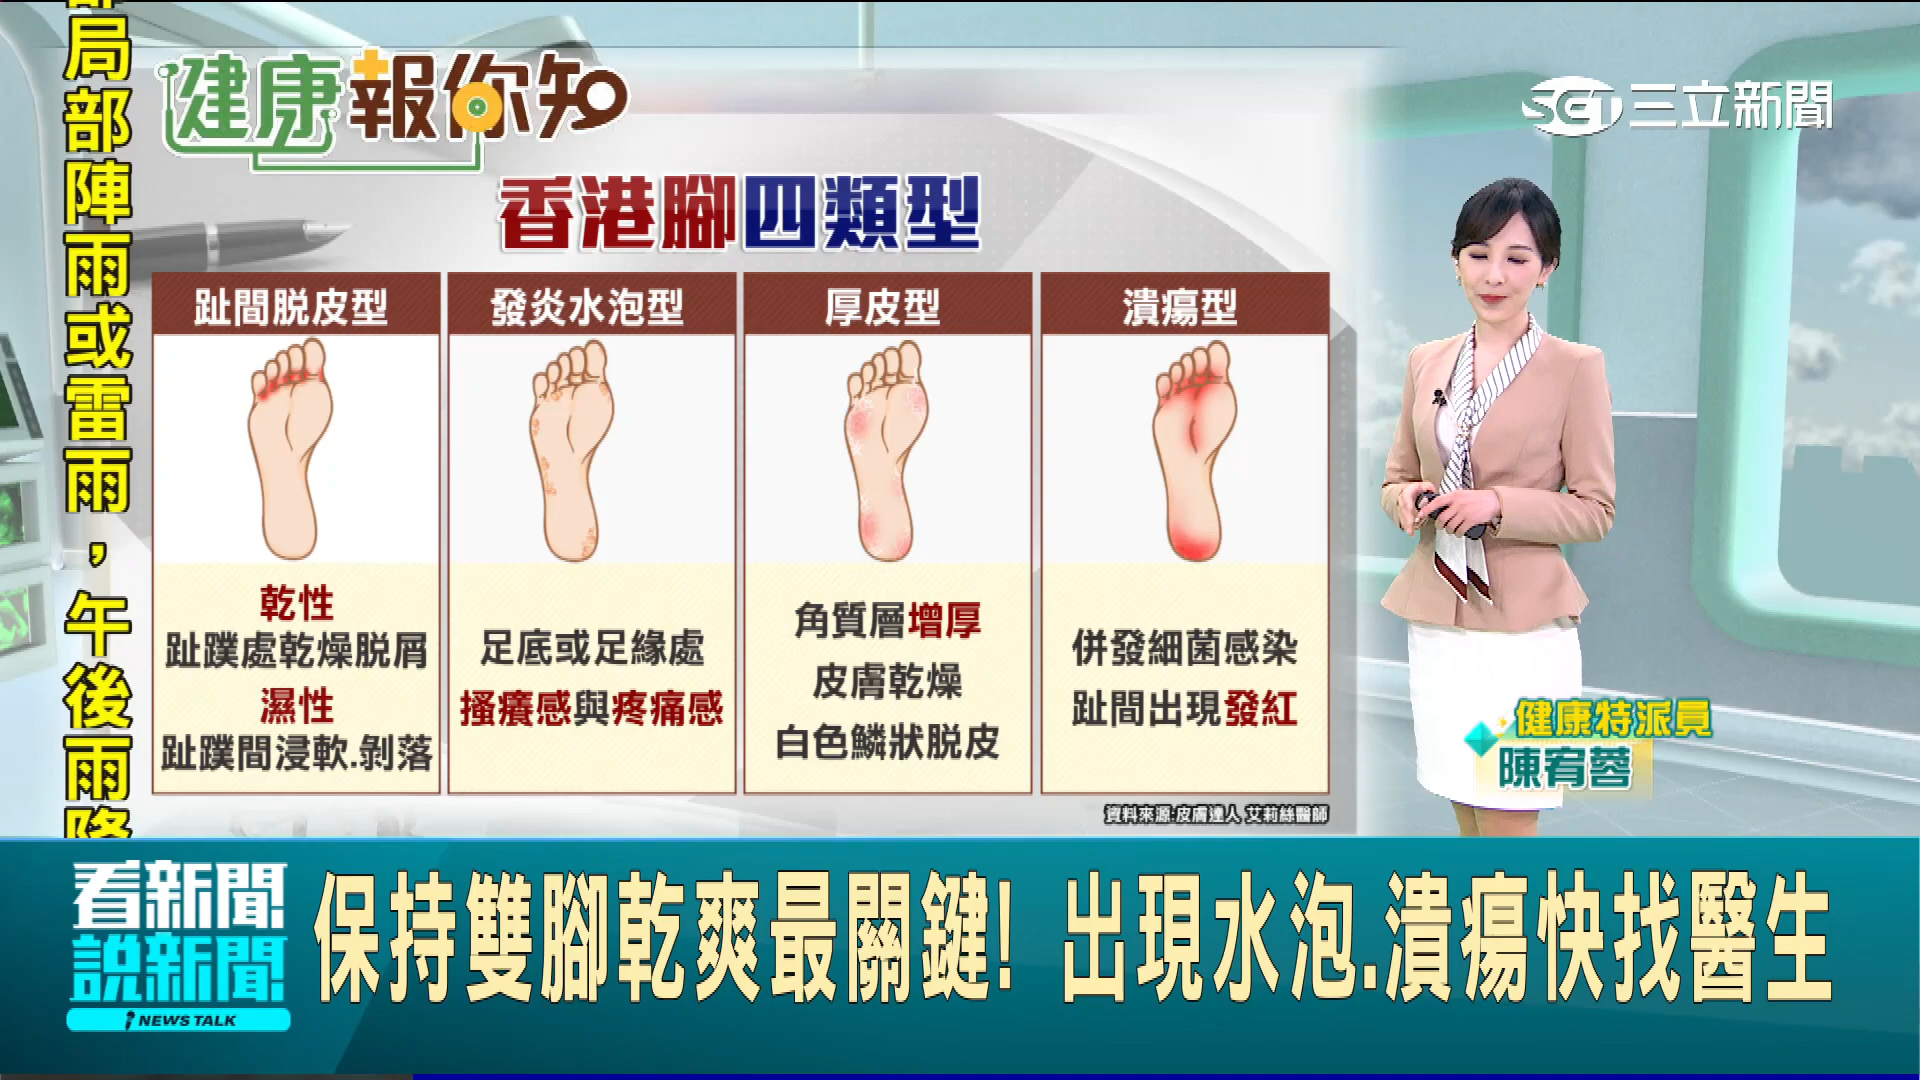 局部陣雨或雷雨，午後雨
健康報你知
SET三立新聞
香港腳四類型
趾間脫皮型
發炎水泡型
厚皮型
潰瘍型
乾性
趾蹼處乾燥脫屑
濕性
趾蹼間浸軟.剝落
足底或足緣處
搔癢感與疼痛感
角質層增厚
皮膚乾燥
白色鱗狀脫皮
併發細菌感染
趾間出現發紅
資料來源:皮膚達人 艾莉絲醫師
健康特派員
陳宥蓉
看新聞
說新聞
NEWS TALK
保持雙腳乾爽最關鍵! 出現水泡.潰瘍快找醫生